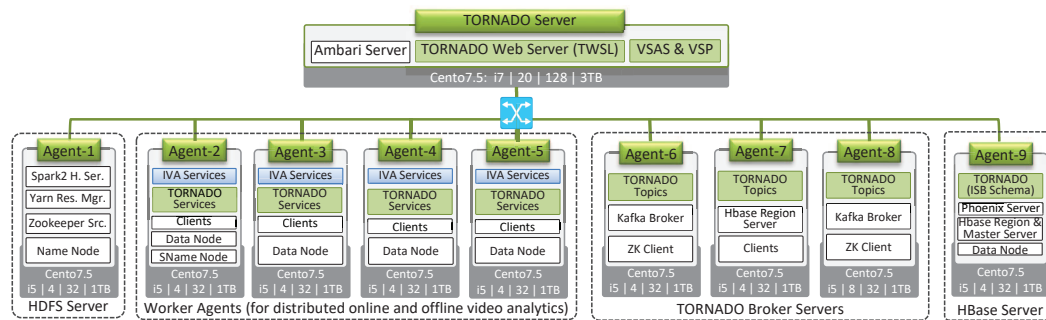 TORNADO Server
Ambari Server
TORNADO Web Server (TWSL)
VSAS & VSP
Cento7.5: i7 | 20 | 128 | 3TB
Agent-1
Spark2 H. Ser.
Yarn Res. Mgr.
Zookeeper Src.
Name Node
Cento7.5
i5 | 4 | 32 | 1TB
HDFS Server
Agent-2
IVA Services
TORNADO
Services
Clients
Data Node
SName Node
Cento7.5
i5 | 4 | 32 | 1TB
Agent-3
IVA Services
TORNADO
Services
Clients
Data Node
Cento7.5
i5 | 4 | 32 | 1TB
Agent-4
IVA Services
TORNADO
Services
Clients
Data Node
Cento7.5
i5 | 4 | 32 | 1TB
Agent-5
IVA Services
TORNADO
Services
Clients
Data Node
Cento7.5
i5 | 4 | 32 | 1TB
Worker Agents (for distributed online and offline video analytics)
Agent-6
TORNADO
Topics
Kafka Broker
ZK Client
Cento7.5
i5 | 4 | 32 | 1TB
Agent-7
TORNADO
Topics
Hbase Region
Server
Clients
Cento7.5
i5 | 4 | 32 | 1TB
Agent-8
TORNADO
Topics
Kafka Broker
ZK Client
Cento7.5
i5 | 8 | 32 | 1TB
TORNADO Broker Servers
Agent-9
TORNADO
(ISB Schema)
Phoenix Server
Hbase Region &
Master Server
Data Node
Cento7.5
i5 | 4 | 32 | 1TB
HBase Server